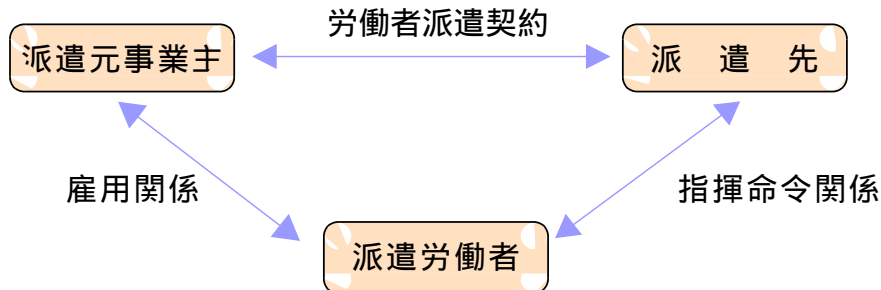 労働者派遣契約
派遣元事業主
派遣先
雇用関係
指揮命令関係
派遣労働者